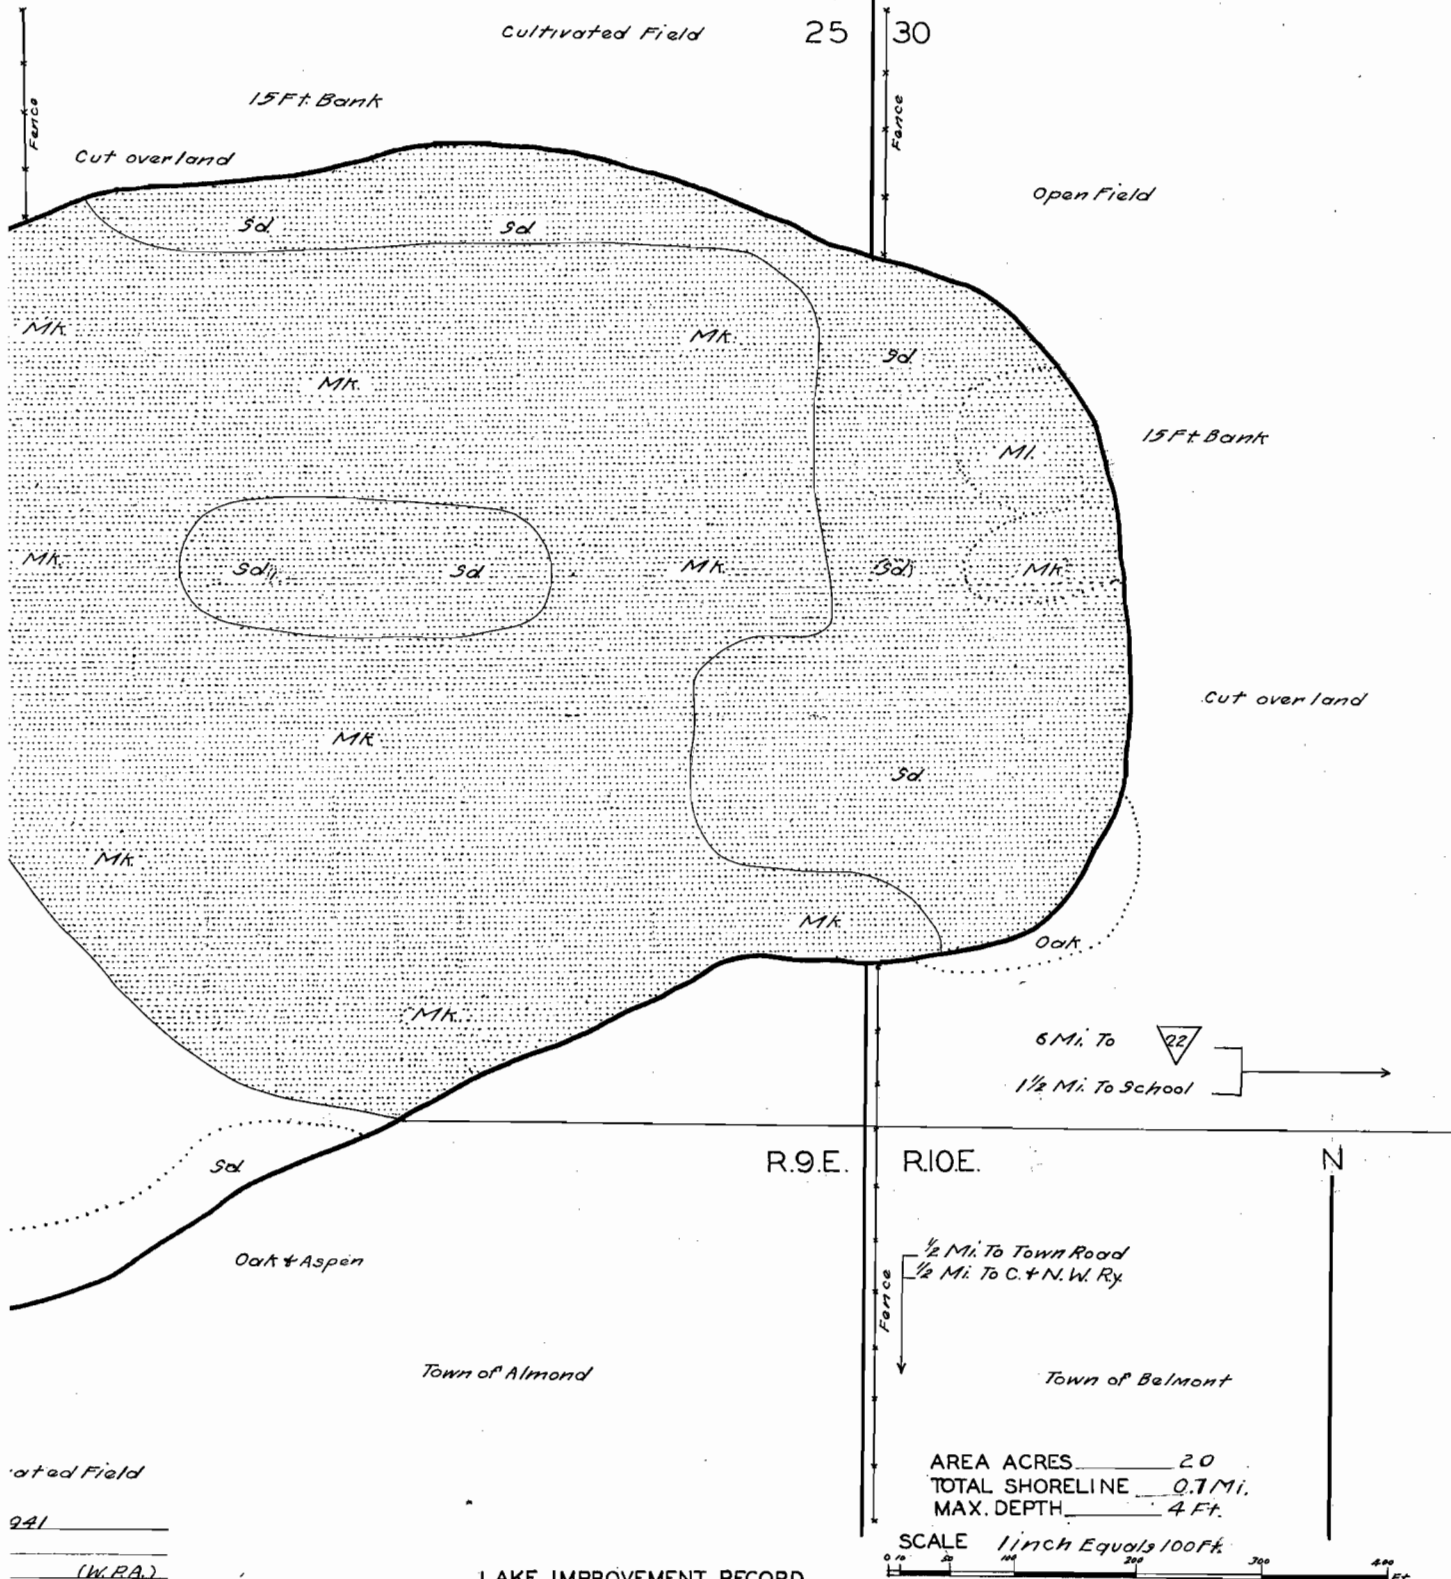 Cultivated Field
25 30
15 Ft. Bank
Fence
Fence
Cut over land
Open Field
Sd.
Sd.
Mk.
Mk.
Sd.
Mk.
15 Ft. Bank
Ml.
Mk.
Sd.
Sd
Mk.
Sd.
Mk.
Cut over land
Mk.
Sd.
Mk.
Mk.
Oak
Mk.
6 Mi. To 22
1 1/2 Mi. To School
R.9.E. R.10.E.
N
Sd.
Oak & Aspen
1/2 Mi. To Town Road
1/2 Mi. To C. & N. W. Ry.
Fence
Town of Almond
Town of Belmont
ated Field
AREA ACRES 20
TOTAL SHORELINE 0.7 Mi.
MAX. DEPTH 4 Ft.
941
SCALE 1 inch Equals 100 Ft.
0 10 50 100 200 300 400
Ft.
(W.P.A.)
LAKE IMPROVEMENT RECORD